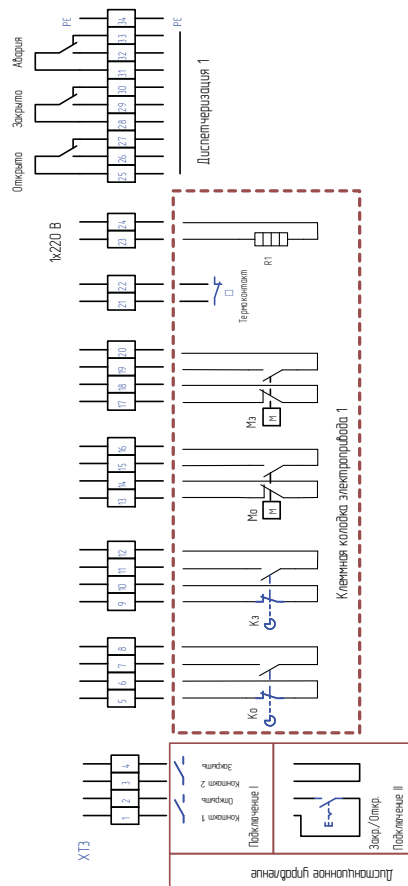 XT3
1 2 3 4
5 6 7 8
9 10 11 12
13 14 15 16
17 18 19 20
21 22
23 24
25 26 27 28 29 30 31 32 33 34
1x220 В
Открыто
Закрыто
Авария
PE
PE
Диспетчеризация 1
Контакт 1
Открыть
Контакт 2
Закрыть
Подключение I
Закр./Откр.
Подключение II
Дистанционное управление
Ко
Кз
Мо
M
Мз
M
Термоконтакт
R1
Клеммная колодка электропривода 1